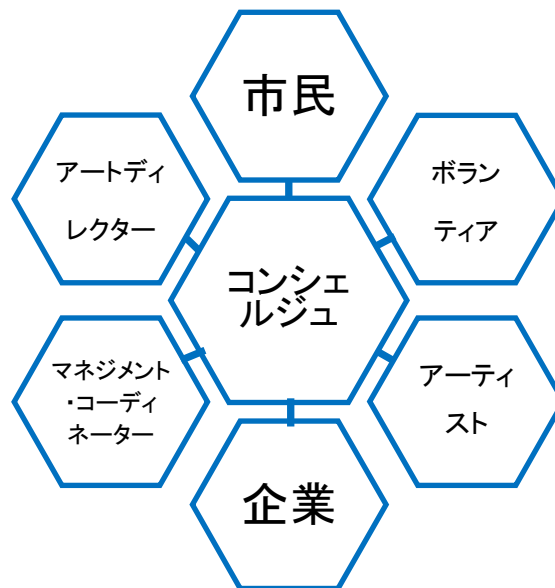 市民
アートディ
レクター
ボラン
ティア
コンシェ
ルジュ
マネジメント
・コーディ
ネーター
アーティ
スト
企業